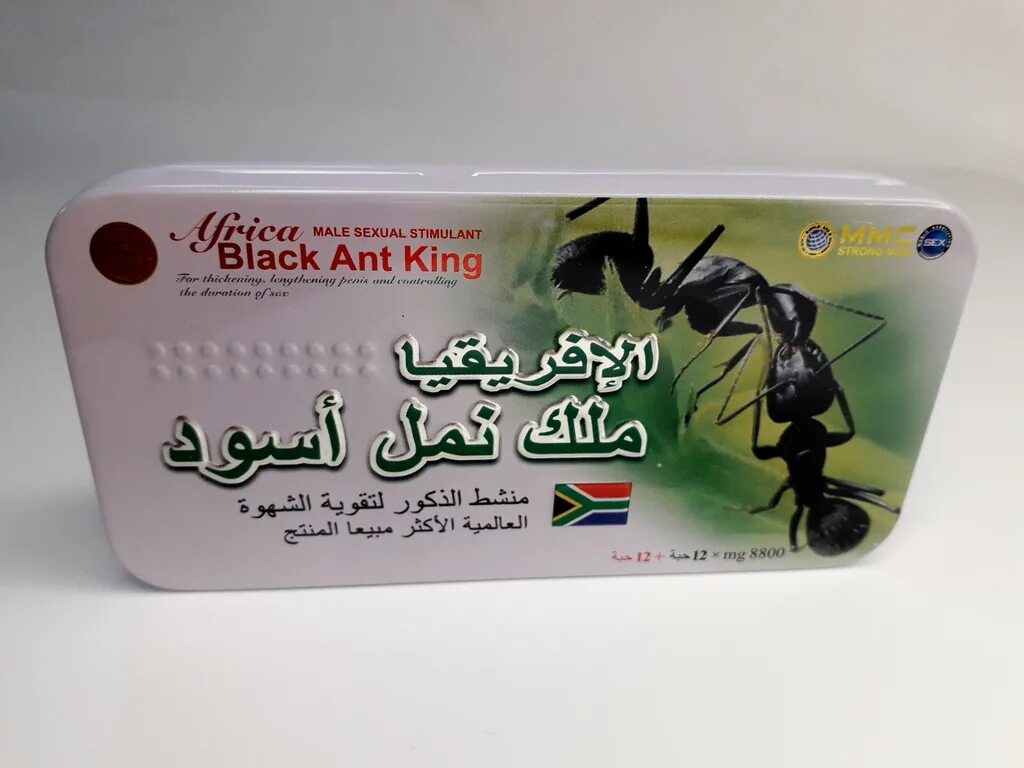 Africa MALE SEXUAL STIMULANT
Black Ant King
For thickening, lengthening penis and controlling
the duration of sex
MMC
STRONG
SEX
الإفريقيا
ملك نمل أسود
منشط الذكور لتقوية الشهوة
العالمية الأكثر مبيعا المنتج
8800 mg × 12 حبة + 12 حبة